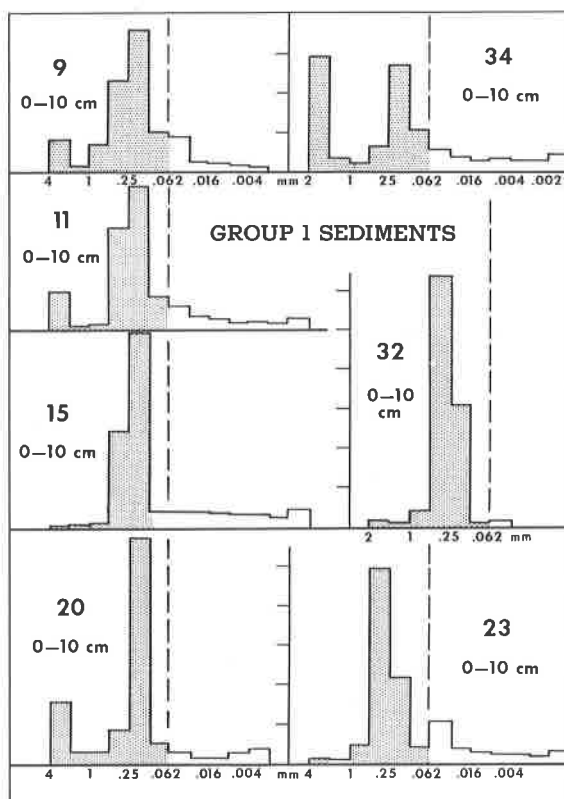 9
0–10 cm
34
0–10 cm
4 1 .25 .062 .016 .004 mm 2 1 .25 .062 .016 .004 .002
11
0–10 cm
GROUP 1 SEDIMENTS
32
0–10
cm
15
0–10 cm
2 1 .25 .062 mm
20
0–10 cm
23
0–10 cm
4 1 .25 .062 .016 .004 mm 4 1 .25 .062 .016 .004 .002